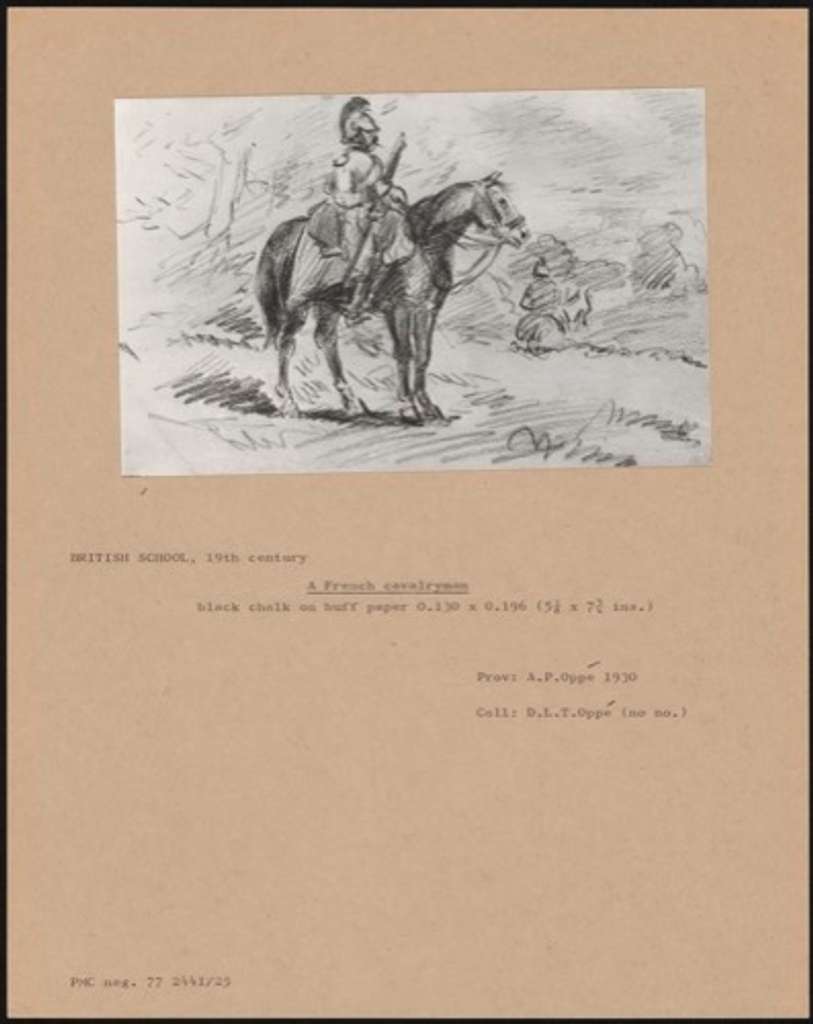 BRITISH SCHOOL, 19th century
A French cavalryman
black chalk on buff paper 0.130 x 0.196 (5⅛ x 7¾ ins.)
Prov: A.P.Oppé 1930
Coll: D.L.T.Oppé (no no.)
PMC neg. 77 2441/25